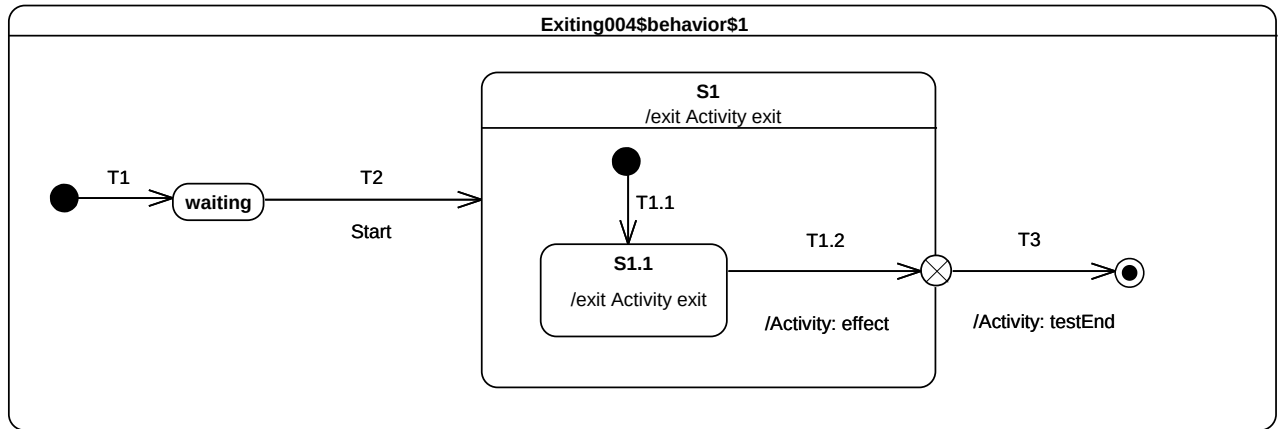 Exiting004$behavior$1
S1
/exit Activity exit
T1
T2
waiting
Start
T1.1
S1.1
/exit Activity exit
T1.2
T3
/Activity: effect
/Activity: testEnd